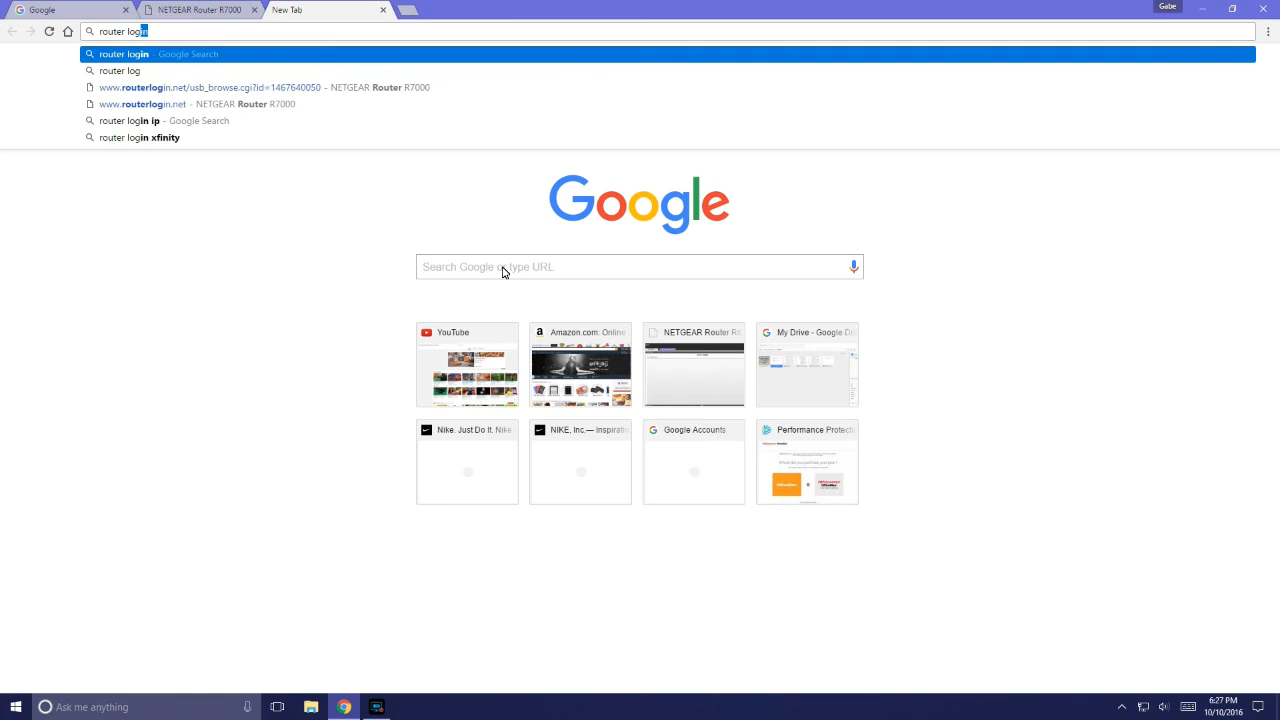 Google
NETGEAR Router R7000
New Tab
Gabe
router login
router login - Google Search
router log
www.routerlogin.net/usb_browse.cgi?id=1467640050 - NETGEAR Router R7000
www.routerlogin.net - NETGEAR Router R7000
router login ip - Google Search
router login xfinity
Google
Search Google or type URL
YouTube
Amazon.com: Online
NETGEAR Router R6
My Drive - Google Dr
Nike. Just Do It. Nike.
NIKE, Inc.— Inspiratio
Google Accounts
Performance Protecti
Ask me anything
6:27 PM
10/10/2016